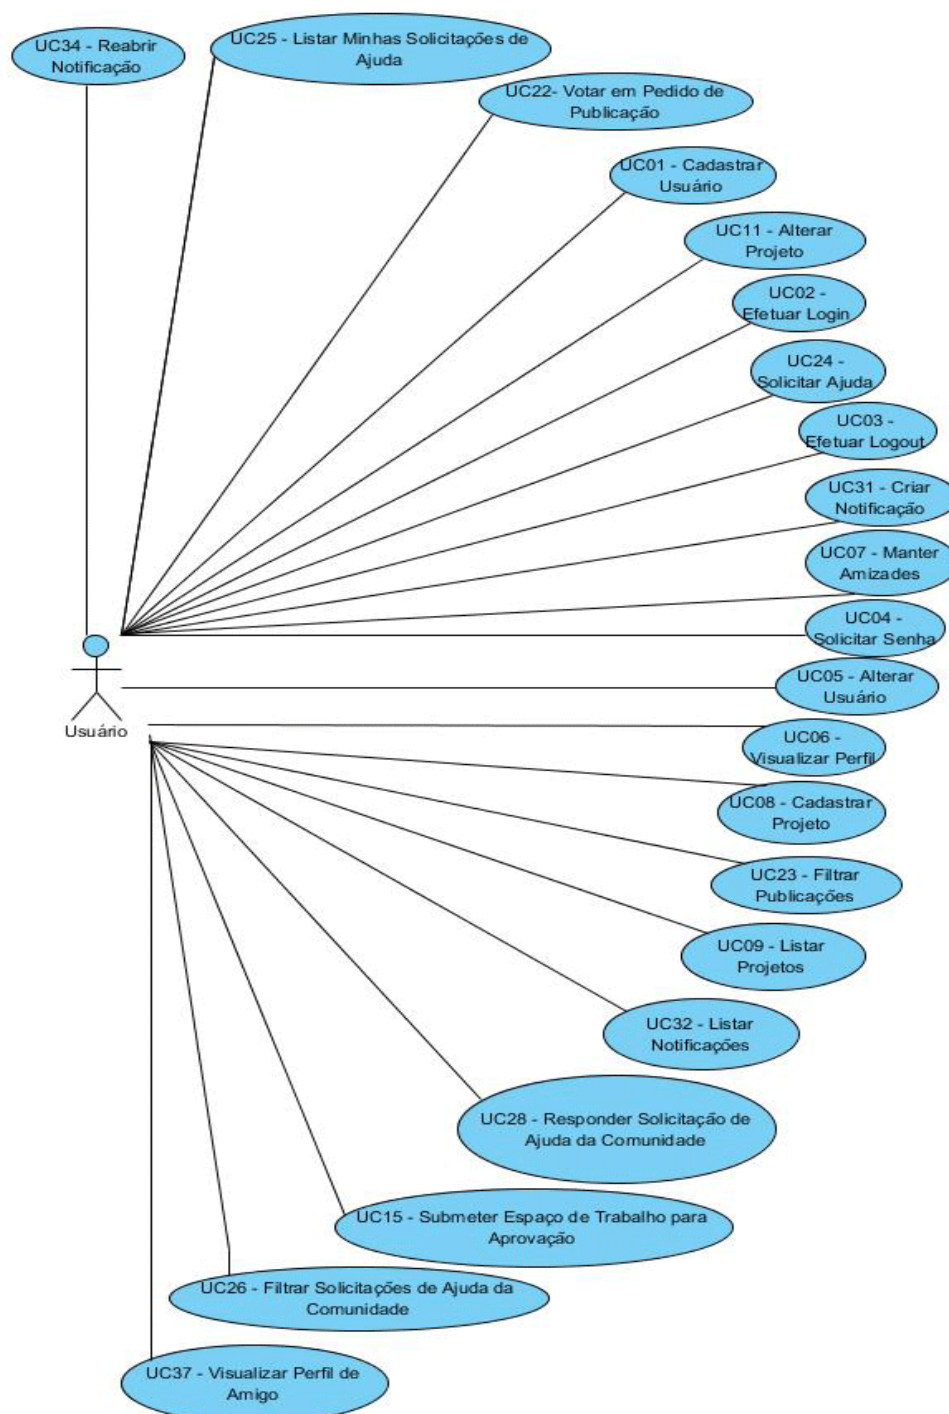 UC34 - Reabrir
Notificação
UC25 - Listar Minhas Solicitações de
Ajuda
UC22- Votar em Pedido de
Publicação
UC01 - Cadastrar
Usuário
UC11 - Alterar
Projeto
UC02 -
Efetuar Login
UC24 -
Solicitar Ajuda
UC03 -
Efetuar Logout
UC31 - Criar
Notificação
UC07 - Manter
Amizades
UC04 -
Solicitar Senha
UC05 - Alterar
Usuário
Usuário
UC06 -
Visualizar Perfil
UC08 - Cadastrar
Projeto
UC23 - Filtrar
Publicações
UC09 - Listar
Projetos
UC32 - Listar
Notificações
UC28 - Responder Solicitação de
Ajuda da Comunidade
UC15 - Submeter Espaço de Trabalho para
Aprovação
UC26 - Filtrar Solicitações de Ajuda da
Comunidade
UC37 - Visualizar Perfil de
Amigo